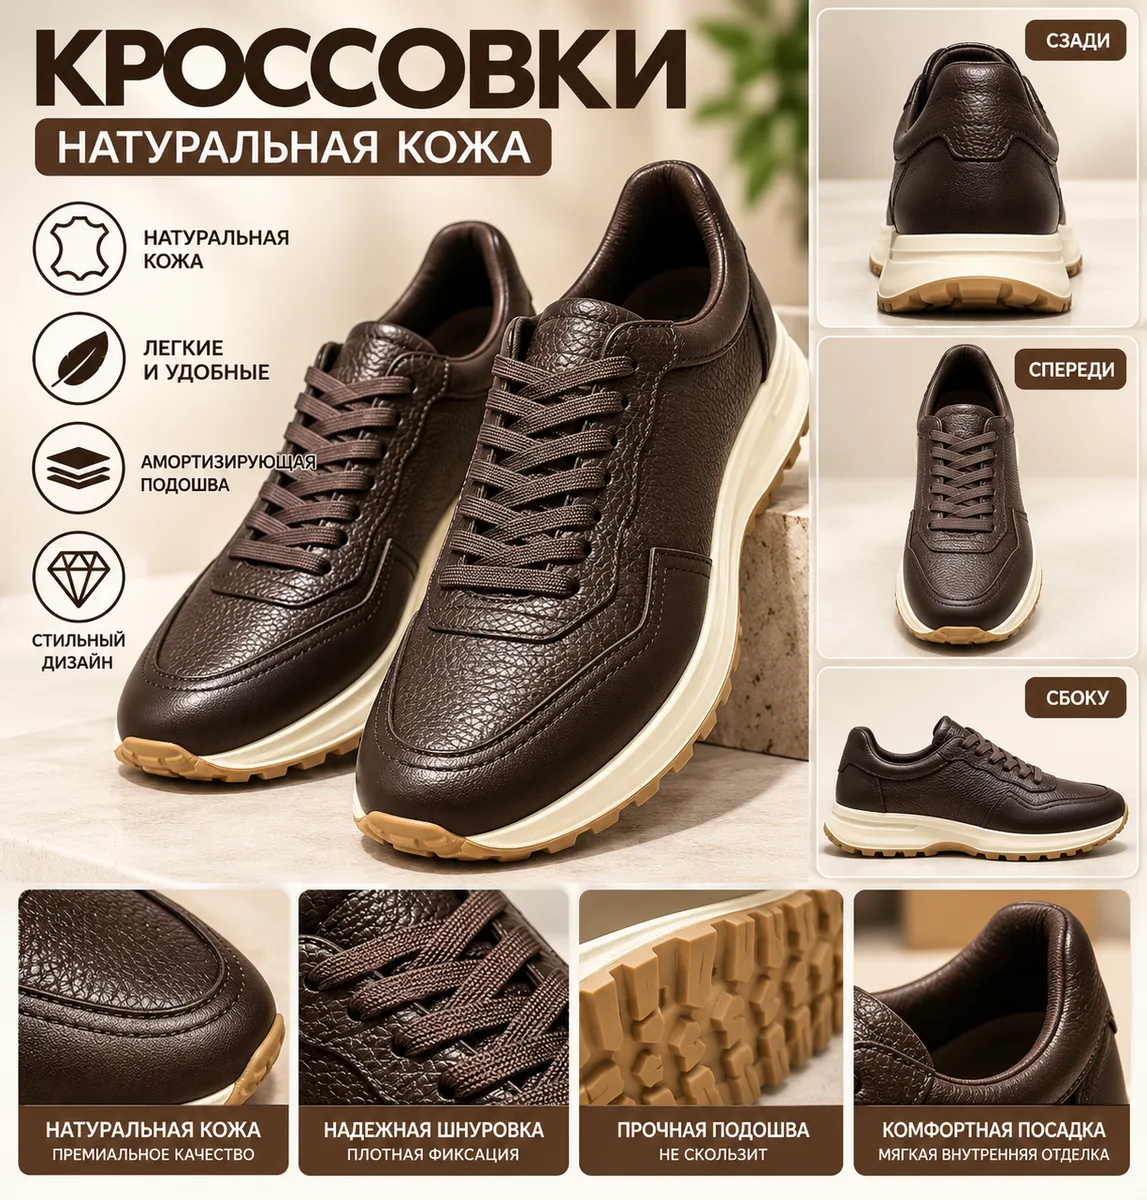 КРОССОВКИ
НАТУРАЛЬНАЯ КОЖА
НАТУРАЛЬНАЯ
КОЖА
ЛЕГКИЕ
И УДОБНЫЕ
АМОРТИЗИРУЮЩАЯ
ПОДОШВА
СТИЛЬНЫЙ
ДИЗАЙН
СЗАДИ
СПЕРЕДИ
СБОКУ
НАТУРАЛЬНАЯ КОЖА
ПРЕМИАЛЬНОЕ КАЧЕСТВО
НАДЕЖНАЯ ШНУРОВКА
ПЛОТНАЯ ФИКСАЦИЯ
ПРОЧНАЯ ПОДОШВА
НЕ СКОЛЬЗИТ
КОМФОРТНАЯ ПОСАДКА
МЯГКАЯ ВНУТРЕННЯЯ ОТДЕЛКА